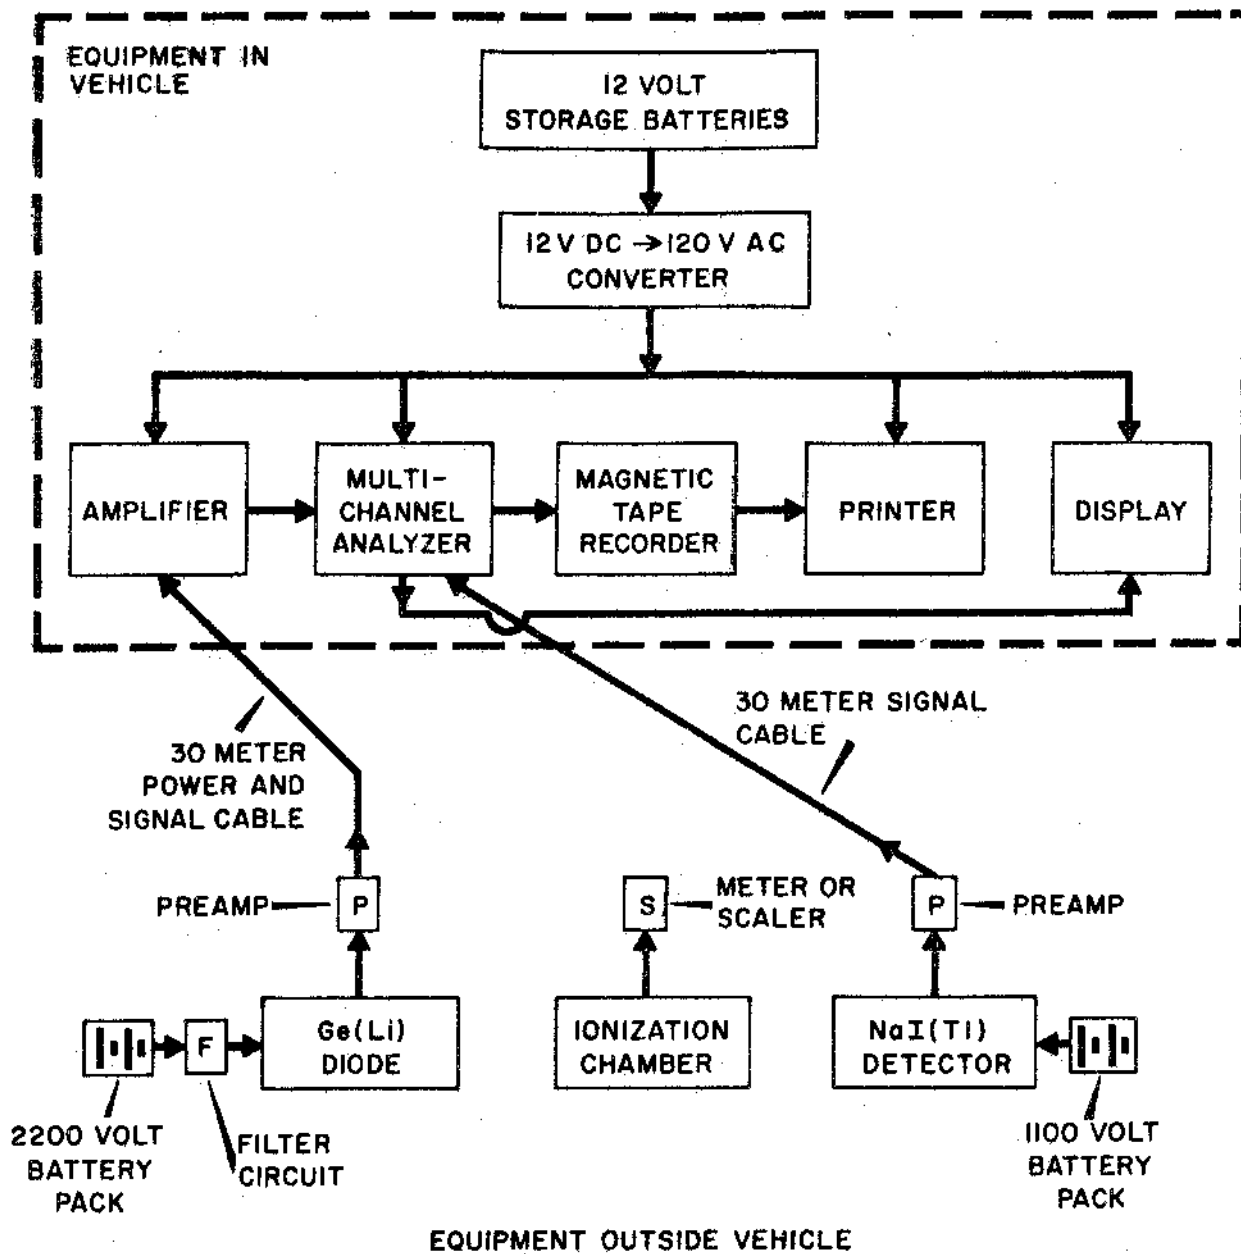 EQUIPMENT IN
VEHICLE
12 VOLT
STORAGE BATTERIES
12 V DC → 120 V AC
CONVERTER
AMPLIFIER
MULTI-
CHANNEL
ANALYZER
MAGNETIC
TAPE
RECORDER
PRINTER
DISPLAY
30 METER
POWER AND
SIGNAL CABLE
30 METER SIGNAL
CABLE
PREAMP
P
S
METER OR
SCALER
P
PREAMP
F
Ge(Li)
DIODE
IONIZATION
CHAMBER
NaI(Tl)
DETECTOR
2200 VOLT
BATTERY
PACK
FILTER
CIRCUIT
1100 VOLT
BATTERY
PACK
EQUIPMENT OUTSIDE VEHICLE